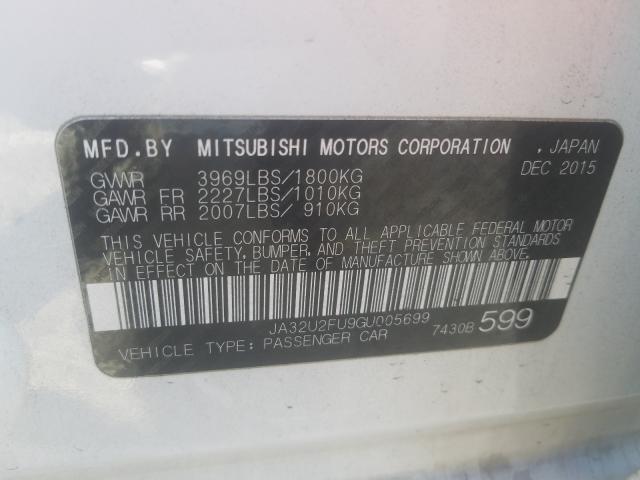 MFD.BY MITSUBISHI MOTORS CORPORATION , JAPAN
DEC 2015
GVWR 3969LBS/1800KG
GAWR FR 2227LBS/1010KG
GAWR RR 2007LBS/ 910KG
THIS VEHICLE CONFORMS TO ALL APPLICABLE FEDERAL MOTOR
VEHICLE SAFETY, BUMPER, AND THEFT PREVENTION STANDARDS
IN EFFECT ON THE DATE OF MANUFACTURE SHOWN ABOVE.
JA32U2FU9GU005699
VEHICLE TYPE: PASSENGER CAR 7430B 599